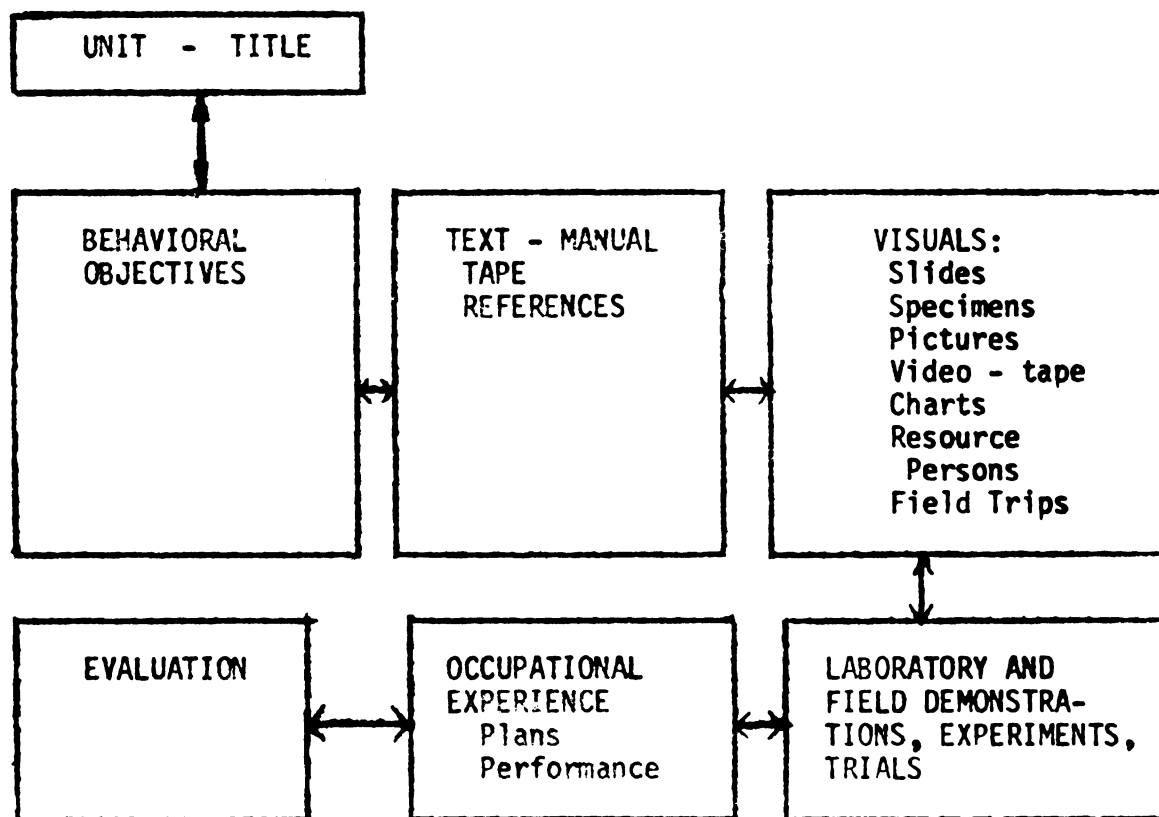 UNIT - TITLE
BEHAVIORAL
OBJECTIVES
TEXT - MANUAL
TAPE
REFERENCES
VISUALS:
Slides
Specimens
Pictures
Video - tape
Charts
Resource
Persons
Field Trips
EVALUATION
OCCUPATIONAL
EXPERIENCE
Plans
Performance
LABORATORY AND
FIELD DEMONSTRA-
TIONS, EXPERIMENTS,
TRIALS